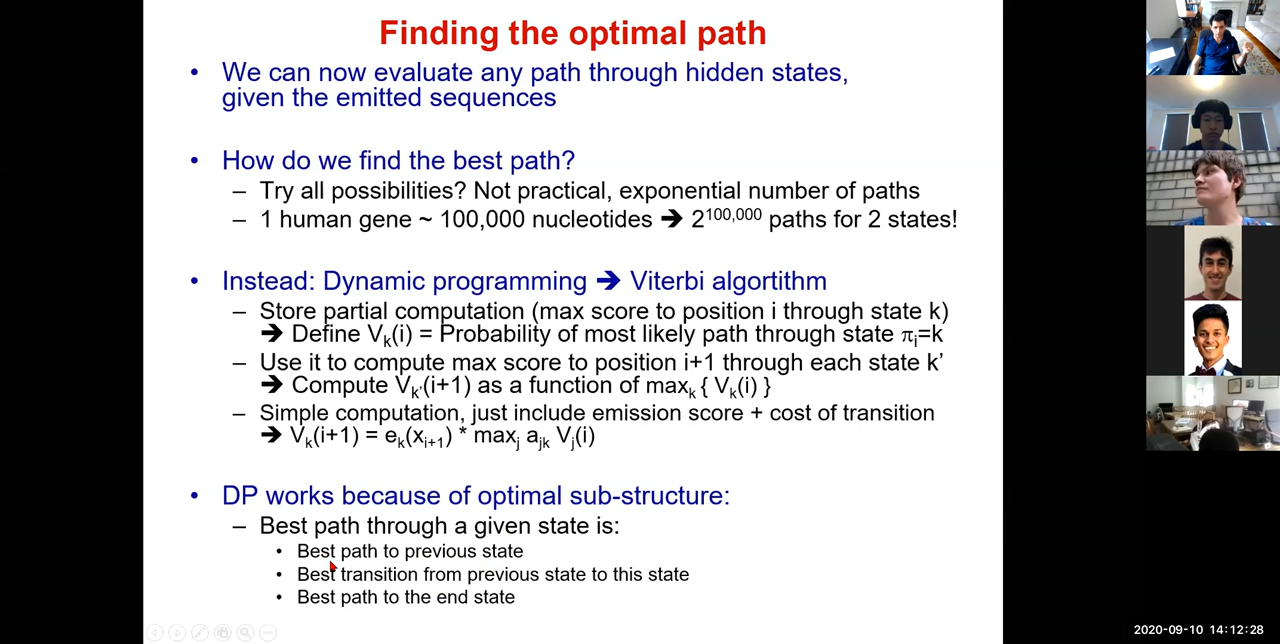 Finding the optimal path
• We can now evaluate any path through hidden states,
given the emitted sequences
• How do we find the best path?
– Try all possibilities? Not practical, exponential number of paths
– 1 human gene ~ 100,000 nucleotides ➔ 2^100,000 paths for 2 states!
• Instead: Dynamic programming ➔ Viterbi algortithm
– Store partial computation (max score to position i through state k)
➔ Define Vₖ(i) = Probability of most likely path through state πᵢ=k
– Use it to compute max score to position i+1 through each state k’
➔ Compute Vₖ’(i+1) as a function of maxₖ { Vₖ(i) }
– Simple computation, just include emission score + cost of transition
➔ Vₖ(i+1) = eₖ(xᵢ₊₁) * maxⱼ aⱼₖ Vⱼ(i)
• DP works because of optimal sub-structure:
– Best path through a given state is:
• Best path to previous state
• Best transition from previous state to this state
• Best path to the end state
2020-09-10 14:12:28